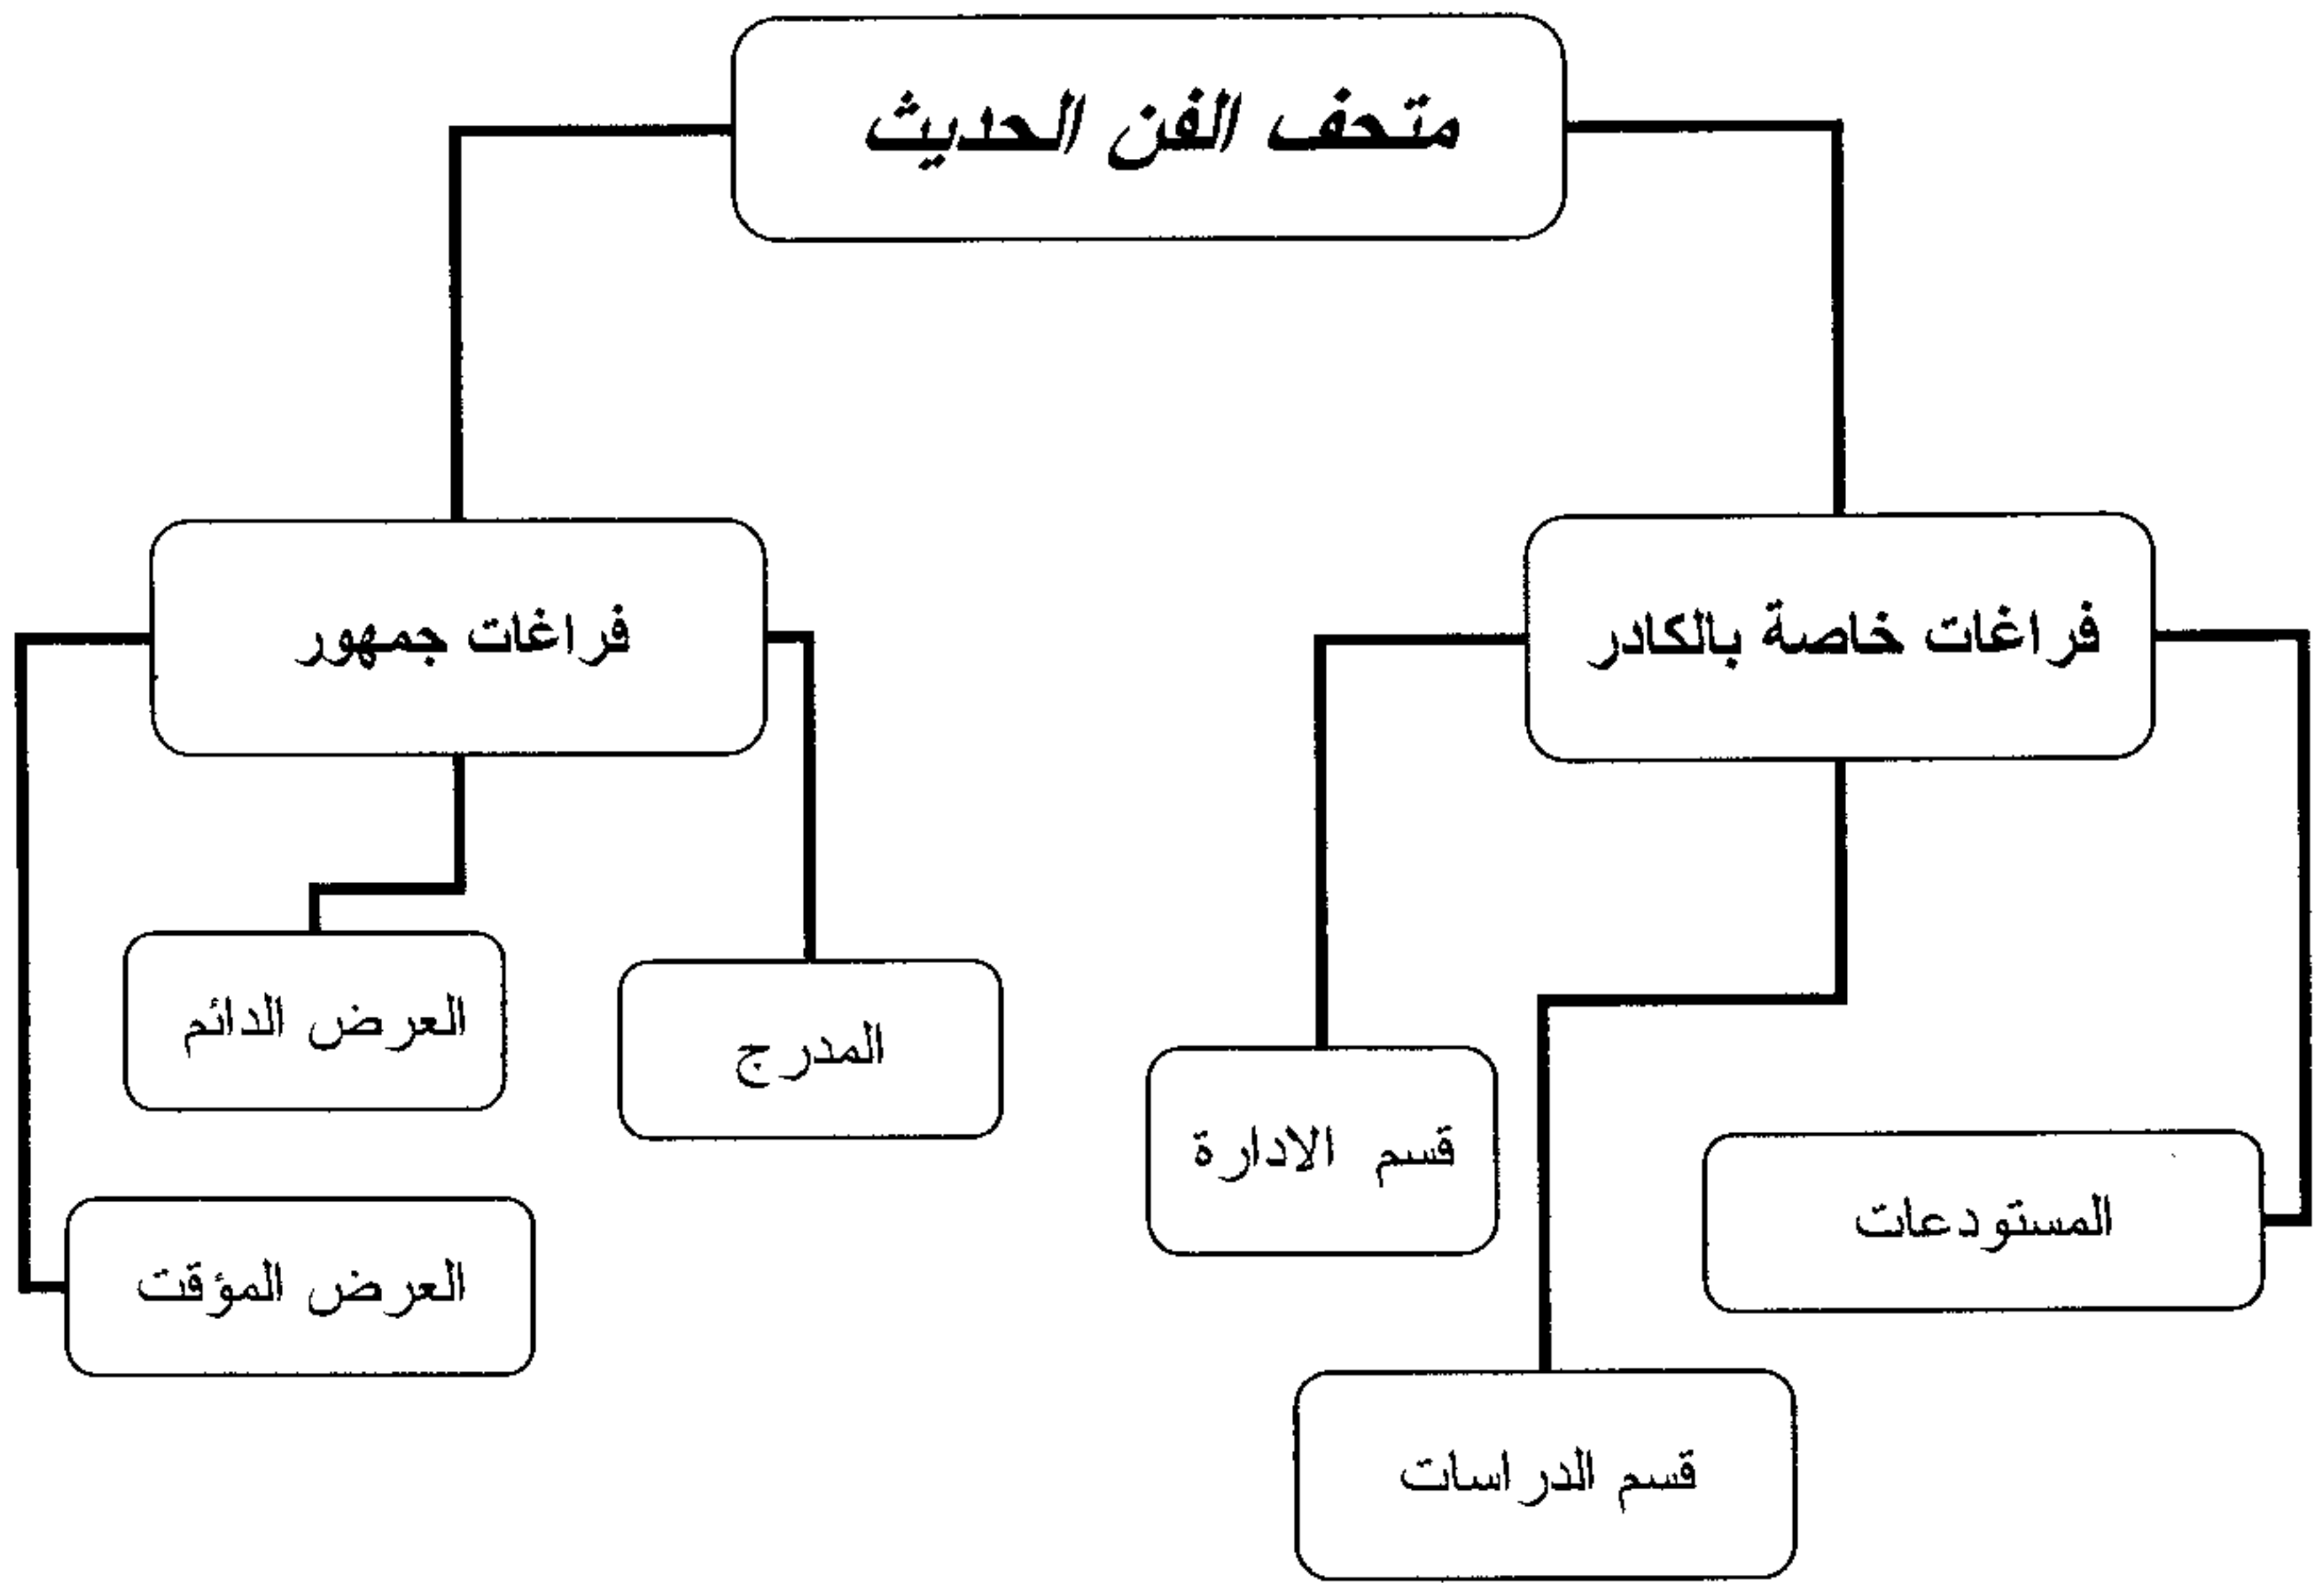 متحف الفن الحديث
فراغات خاصة بالكادر
فراغات جمهور
العرض الدائم
المدرج
قسم الادارة
المستودعات
العرض المؤقت
قسم الدراسات